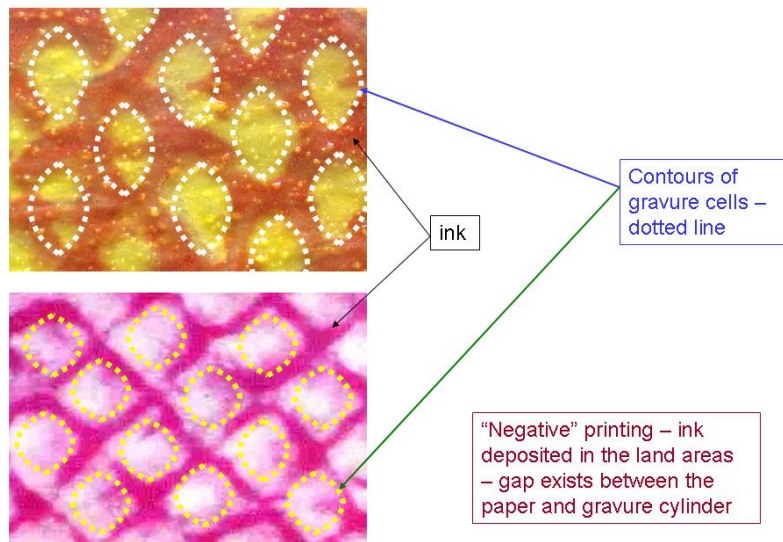 Contours of
gravure cells –
dotted line
ink
“Negative” printing – ink
deposited in the land areas
– gap exists between the
paper and gravure cylinder